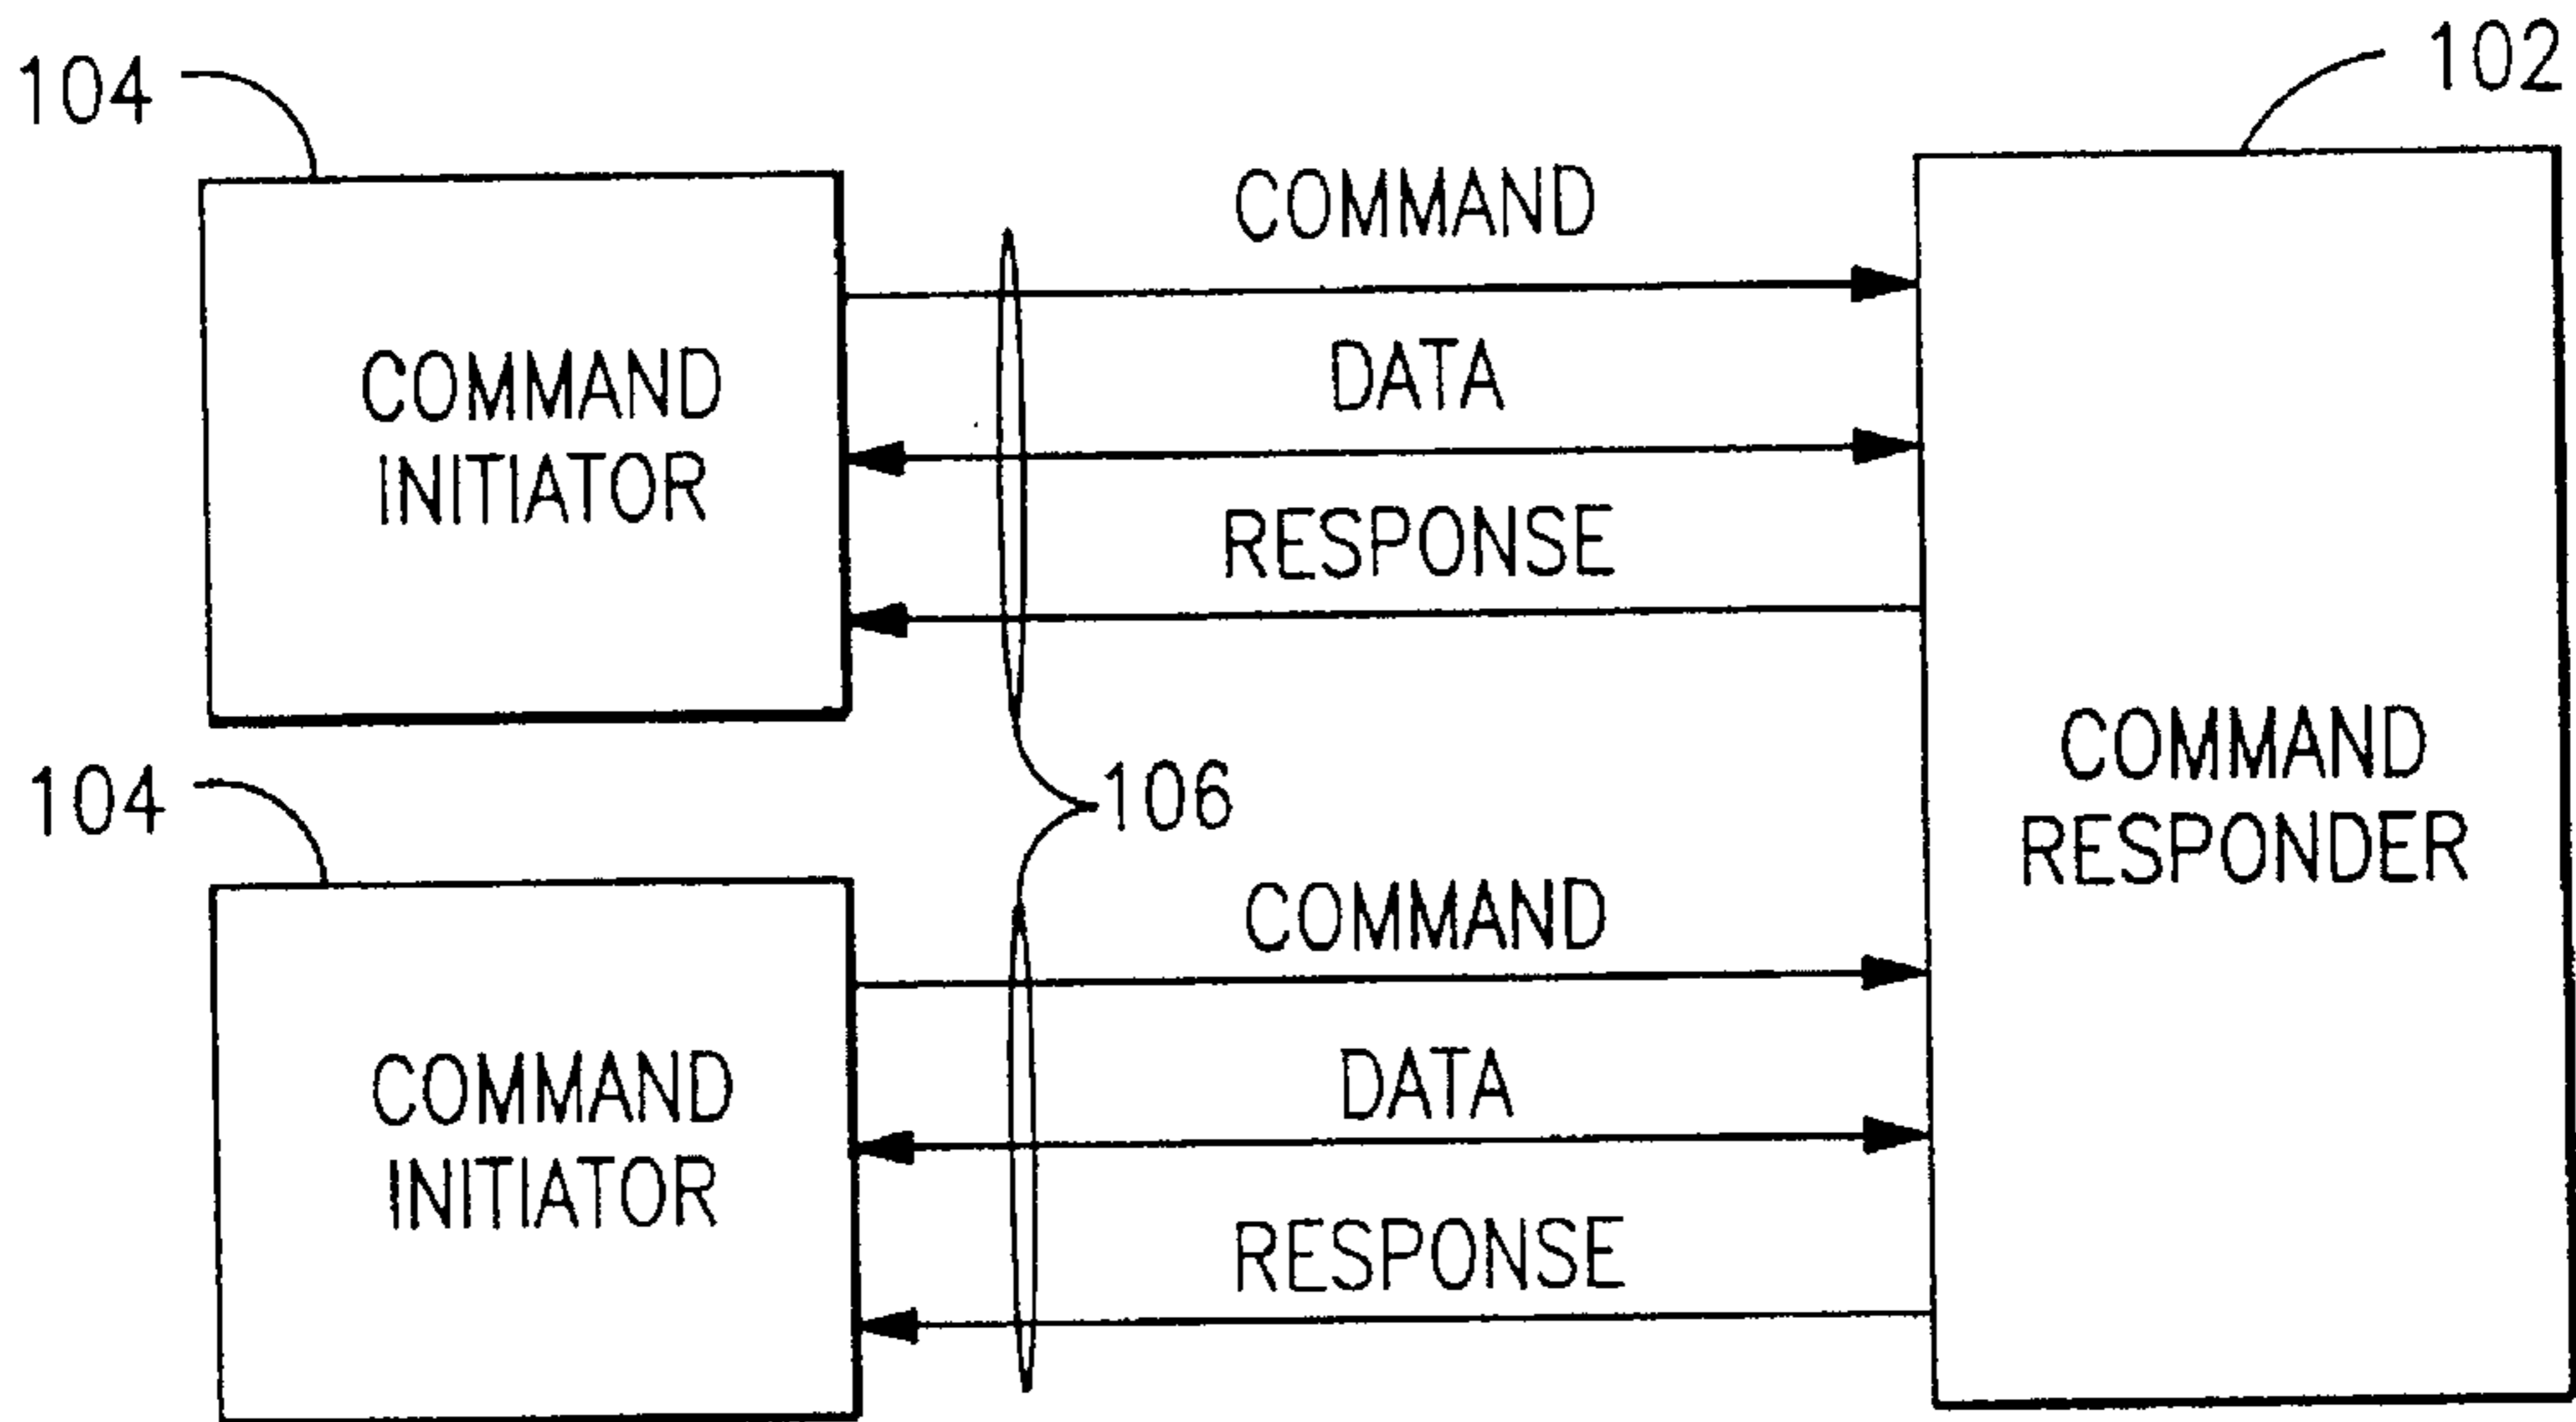 104
102
COMMAND
DATA
RESPONSE
COMMAND
INITIATOR
COMMAND
RESPONDER
106
104
COMMAND
DATA
RESPONSE
COMMAND
INITIATOR